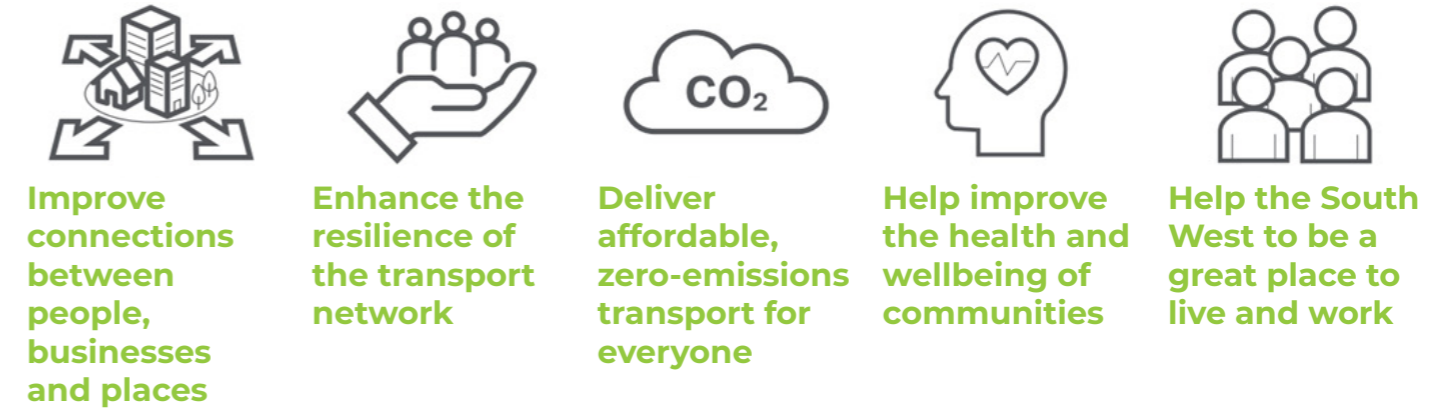 CO₂
Improve
connections
between
people,
businesses
and places
Enhance the
resilience of
the transport
network
Deliver
affordable,
zero-emissions
transport for
everyone
Help improve
the health and
wellbeing of
communities
Help the South
West to be a
great place to
live and work